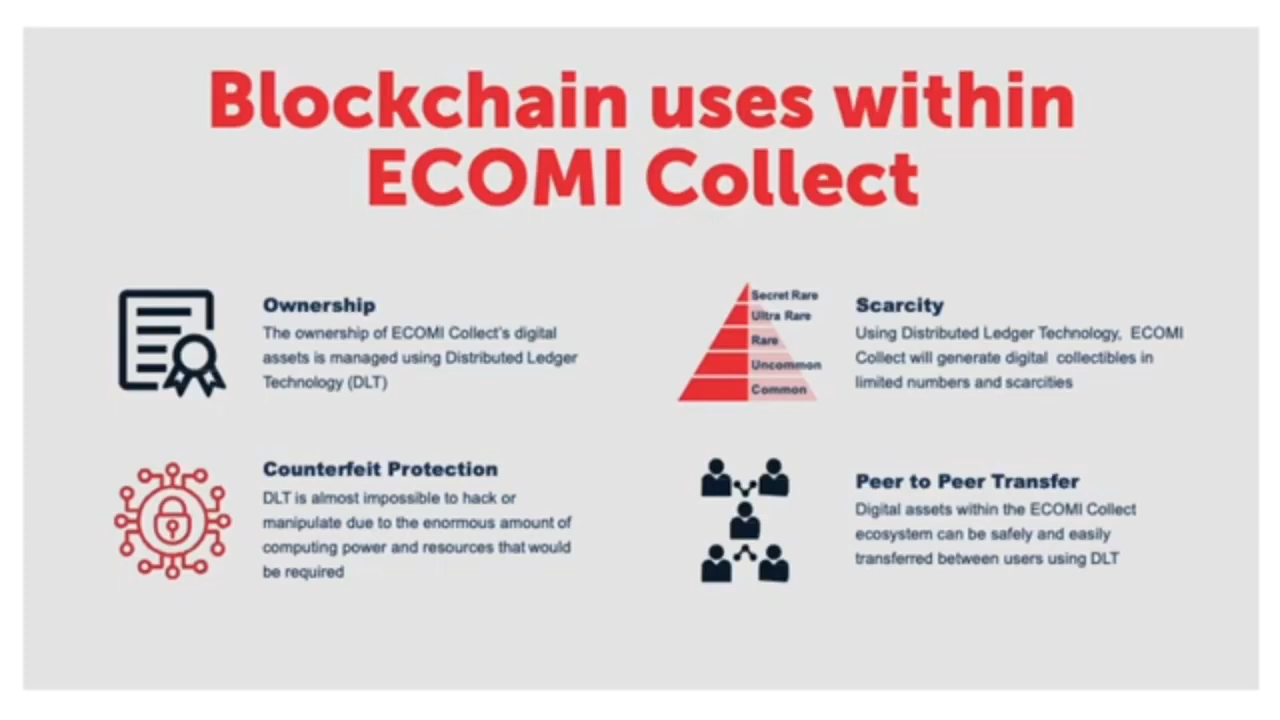 Blockchain uses within
ECOMI Collect
Ownership
The ownership of ECOMI Collect's digital
assets is managed using Distributed Ledger
Technology (DLT)
Secret Rare
Ultra Rare
Rare
Uncommon
Common
Scarcity
Using Distributed Ledger Technology, ECOMI
Collect will generate digital collectibles in
limited numbers and scarcities
Counterfeit Protection
DLT is almost impossible to hack or
manipulate due to the enormous amount of
computing power and resources that would
be required
Peer to Peer Transfer
Digital assets within the ECOMI Collect
ecosystem can be safely and easily
transferred between users using DLT